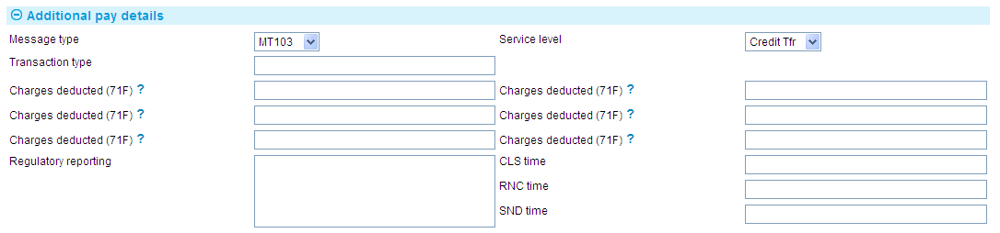 Additional pay details
Message type MT103 Service level Credit Tfr
Transaction type
Charges deducted (71F) ? Charges deducted (71F) ?
Charges deducted (71F) ? Charges deducted (71F) ?
Charges deducted (71F) ? Charges deducted (71F) ?
Regulatory reporting CLS time
RNC time
SND time